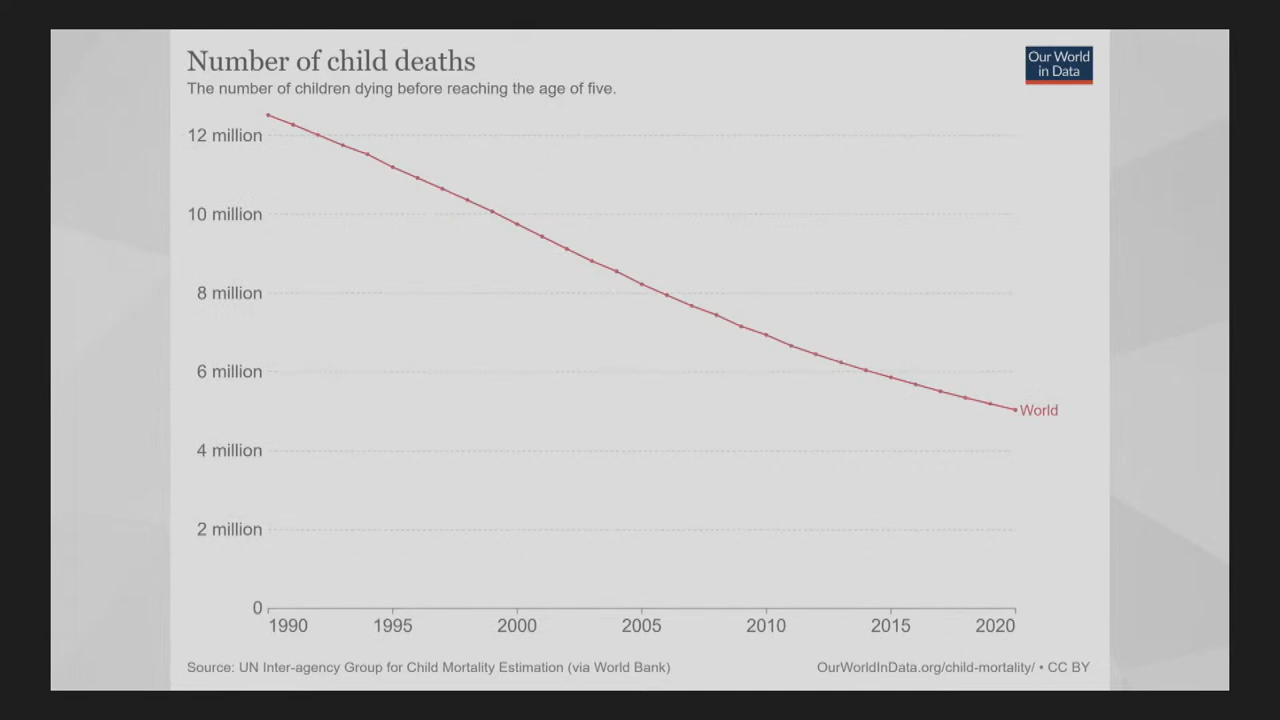 Number of child deaths
The number of children dying before reaching the age of five.
Our World
in Data
12 million
10 million
8 million
6 million
World
4 million
2 million
0
1990 1995 2000 2005 2010 2015 2020
Source: UN Inter-agency Group for Child Mortality Estimation (via World Bank)
OurWorldInData.org/child-mortality/ • CC BY